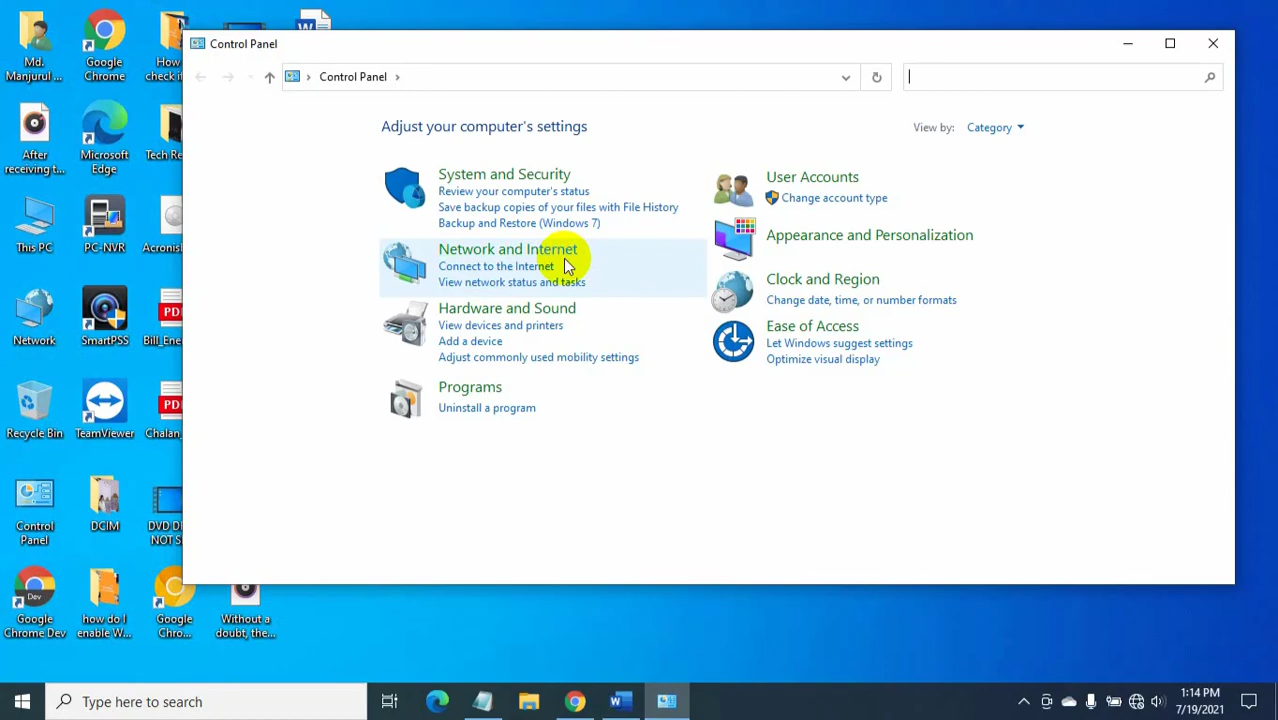 Control Panel
Control Panel
Adjust your computer's settings
View by: Category
System and Security
Review your computer's status
Save backup copies of your files with File History
Backup and Restore (Windows 7)
Network and Internet
Connect to the Internet
View network status and tasks
Hardware and Sound
View devices and printers
Add a device
Adjust commonly used mobility settings
Programs
Uninstall a program
User Accounts
Change account type
Appearance and Personalization
Clock and Region
Change date, time, or number formats
Ease of Access
Let Windows suggest settings
Optimize visual display
Md.
Manjurul ...
Google
Chrome
How
check i
After
receiving t...
Microsoft
Edge
Tech Re
This PC
PC-NVR
Acronis
Network
SmartPSS
PDF
Bill_Ene
Recycle Bin
TeamViewer
PDF
Chalan_
Control
Panel
DCIM
DVD D
NOT S
Dev
Google
Chrome Dev
how do I
enable W...
Google
Chro...
Without a
doubt, the...
Type here to search
1:14 PM
7/19/2021